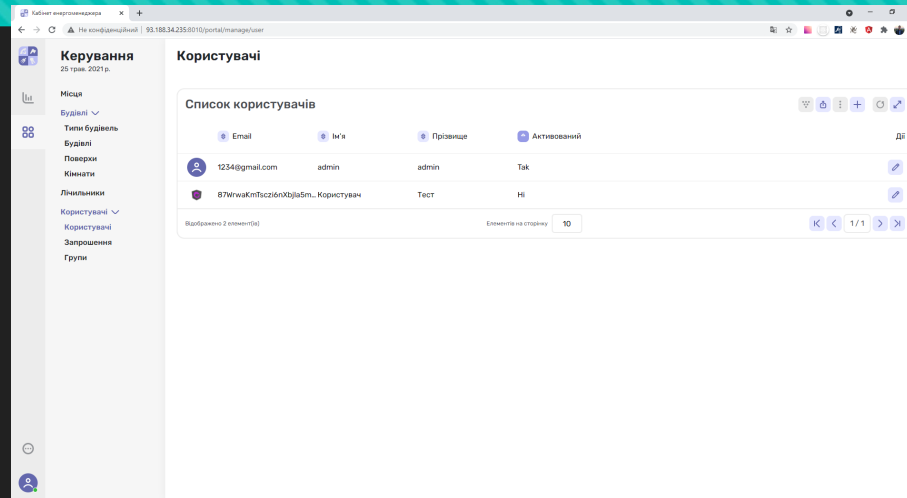 Кабінет енергоменеджера
Не конфіденційний | 93.188.34.235:8010/portal/manage/user
Керування
25 трав. 2021 р.
Місця
Будівлі
Типи будівель
Будівлі
Поверхи
Кімнати
Лічильники
Користувачі
Користувачі
Запрошення
Групи
Користувачі
Список користувачів
Email Ім'я Прізвище Активований Дії
1234@gmail.com admin admin Так
87WrwaKmTsczi6nXbjla5m... Користувач Тест Ні
Відображено 2 елемент(ів) Елементів на сторінку 10 1 / 1